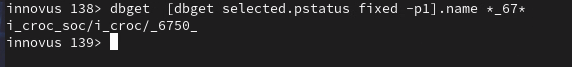 innovus 138> dbget  [dbget selected.pstatus fixed -p1].name *_67*
i_croc_soc/i_croc/_6750_
innovus 139>